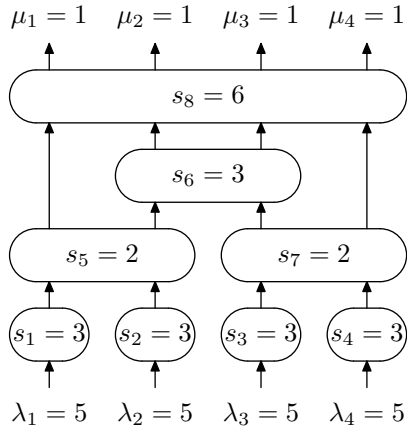 μ₁ = 1 μ₂ = 1 μ₃ = 1 μ₄ = 1
s₈ = 6
s₆ = 3
s₅ = 2 s₇ = 2
s₁ = 3 s₂ = 3 s₃ = 3 s₄ = 3
λ₁ = 5 λ₂ = 5 λ₃ = 5 λ₄ = 5